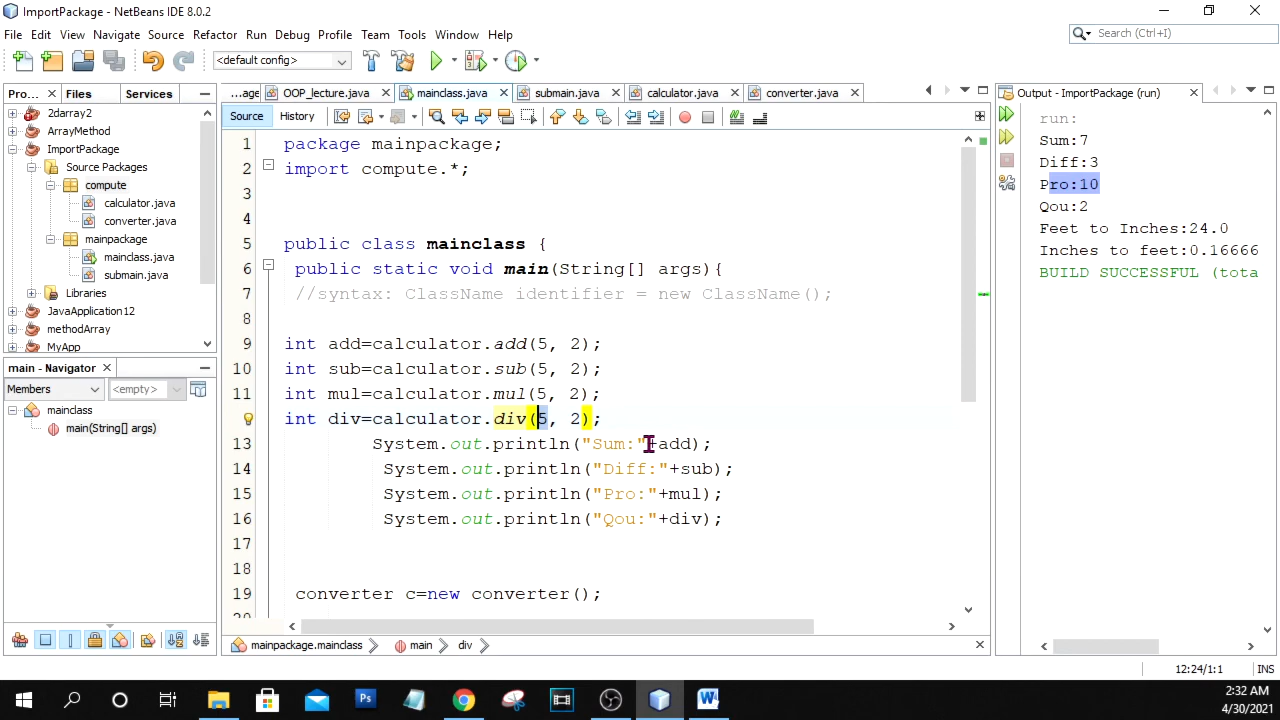 ImportPackage - NetBeans IDE 8.0.2
File Edit View Navigate Source Refactor Run Debug Profile Team Tools Window Help
Search (Ctrl+I)
<default config>
Pro... Files Services
...age OOP_lecture.java mainclass.java submain.java calculator.java converter.java
Output - ImportPackage (run)
2darray2
ArrayMethod
ImportPackage
Source Packages
compute
calculator.java
converter.java
mainpackage
mainclass.java
submain.java
Libraries
JavaApplication12
methodArray
MyApp
main - Navigator
Members <empty>
mainclass
main(String[] args)
Source History
1 package mainpackage;
2 import compute.*;
3
4
5 public class mainclass {
6 public static void main(String[] args){
7 //syntax: ClassName identifier = new ClassName();
8
9 int add=calculator.add(5, 2);
10 int sub=calculator.sub(5, 2);
11 int mul=calculator.mul(5, 2);
int div=calculator.div(5, 2);
13 System.out.println("Sum:"+add);
14 System.out.println("Diff:"+sub);
15 System.out.println("Pro:"+mul);
16 System.out.println("Qou:"+div);
17
18
19 converter c=new converter();
20
mainpackage.mainclass main div
run:
Sum:7
Diff:3
Pro:10
Qou:2
Feet to Inches:24.0
Inches to feet:0.16666
BUILD SUCCESSFUL (tota
12:24/1:1 INS
2:32 AM
4/30/2021